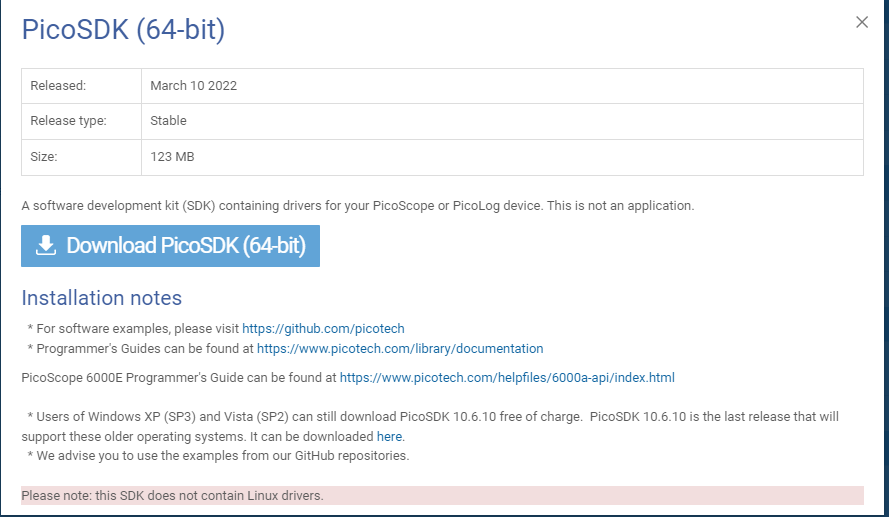 PicoSDK (64-bit)
Released: March 10 2022
Release type: Stable
Size: 123 MB
A software development kit (SDK) containing drivers for your PicoScope or PicoLog device. This is not an application.
Download PicoSDK (64-bit)
Installation notes
* For software examples, please visit https://github.com/picotech
* Programmer's Guides can be found at https://www.picotech.com/library/documentation
PicoScope 6000E Programmer's Guide can be found at https://www.picotech.com/helpfiles/6000a-api/index.html
* Users of Windows XP (SP3) and Vista (SP2) can still download PicoSDK 10.6.10 free of charge.  PicoSDK 10.6.10 is the last release that will
support these older operating systems. It can be downloaded here.
* We advise you to use the examples from our GitHub repositories.
Please note: this SDK does not contain Linux drivers.